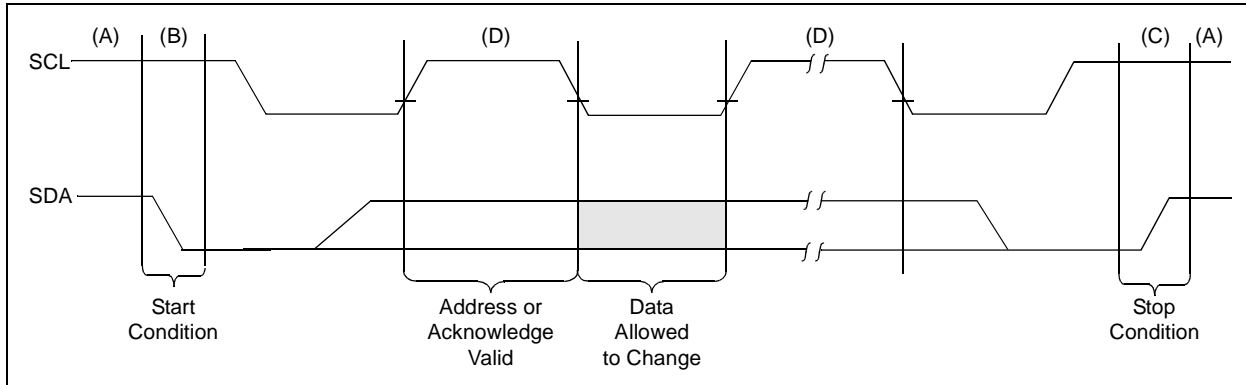 (A) (B) (D) (D) (C) (A)
SCL
SDA
Start
Condition
Address or
Acknowledge
Valid
Data
Allowed
to Change
Stop
Condition